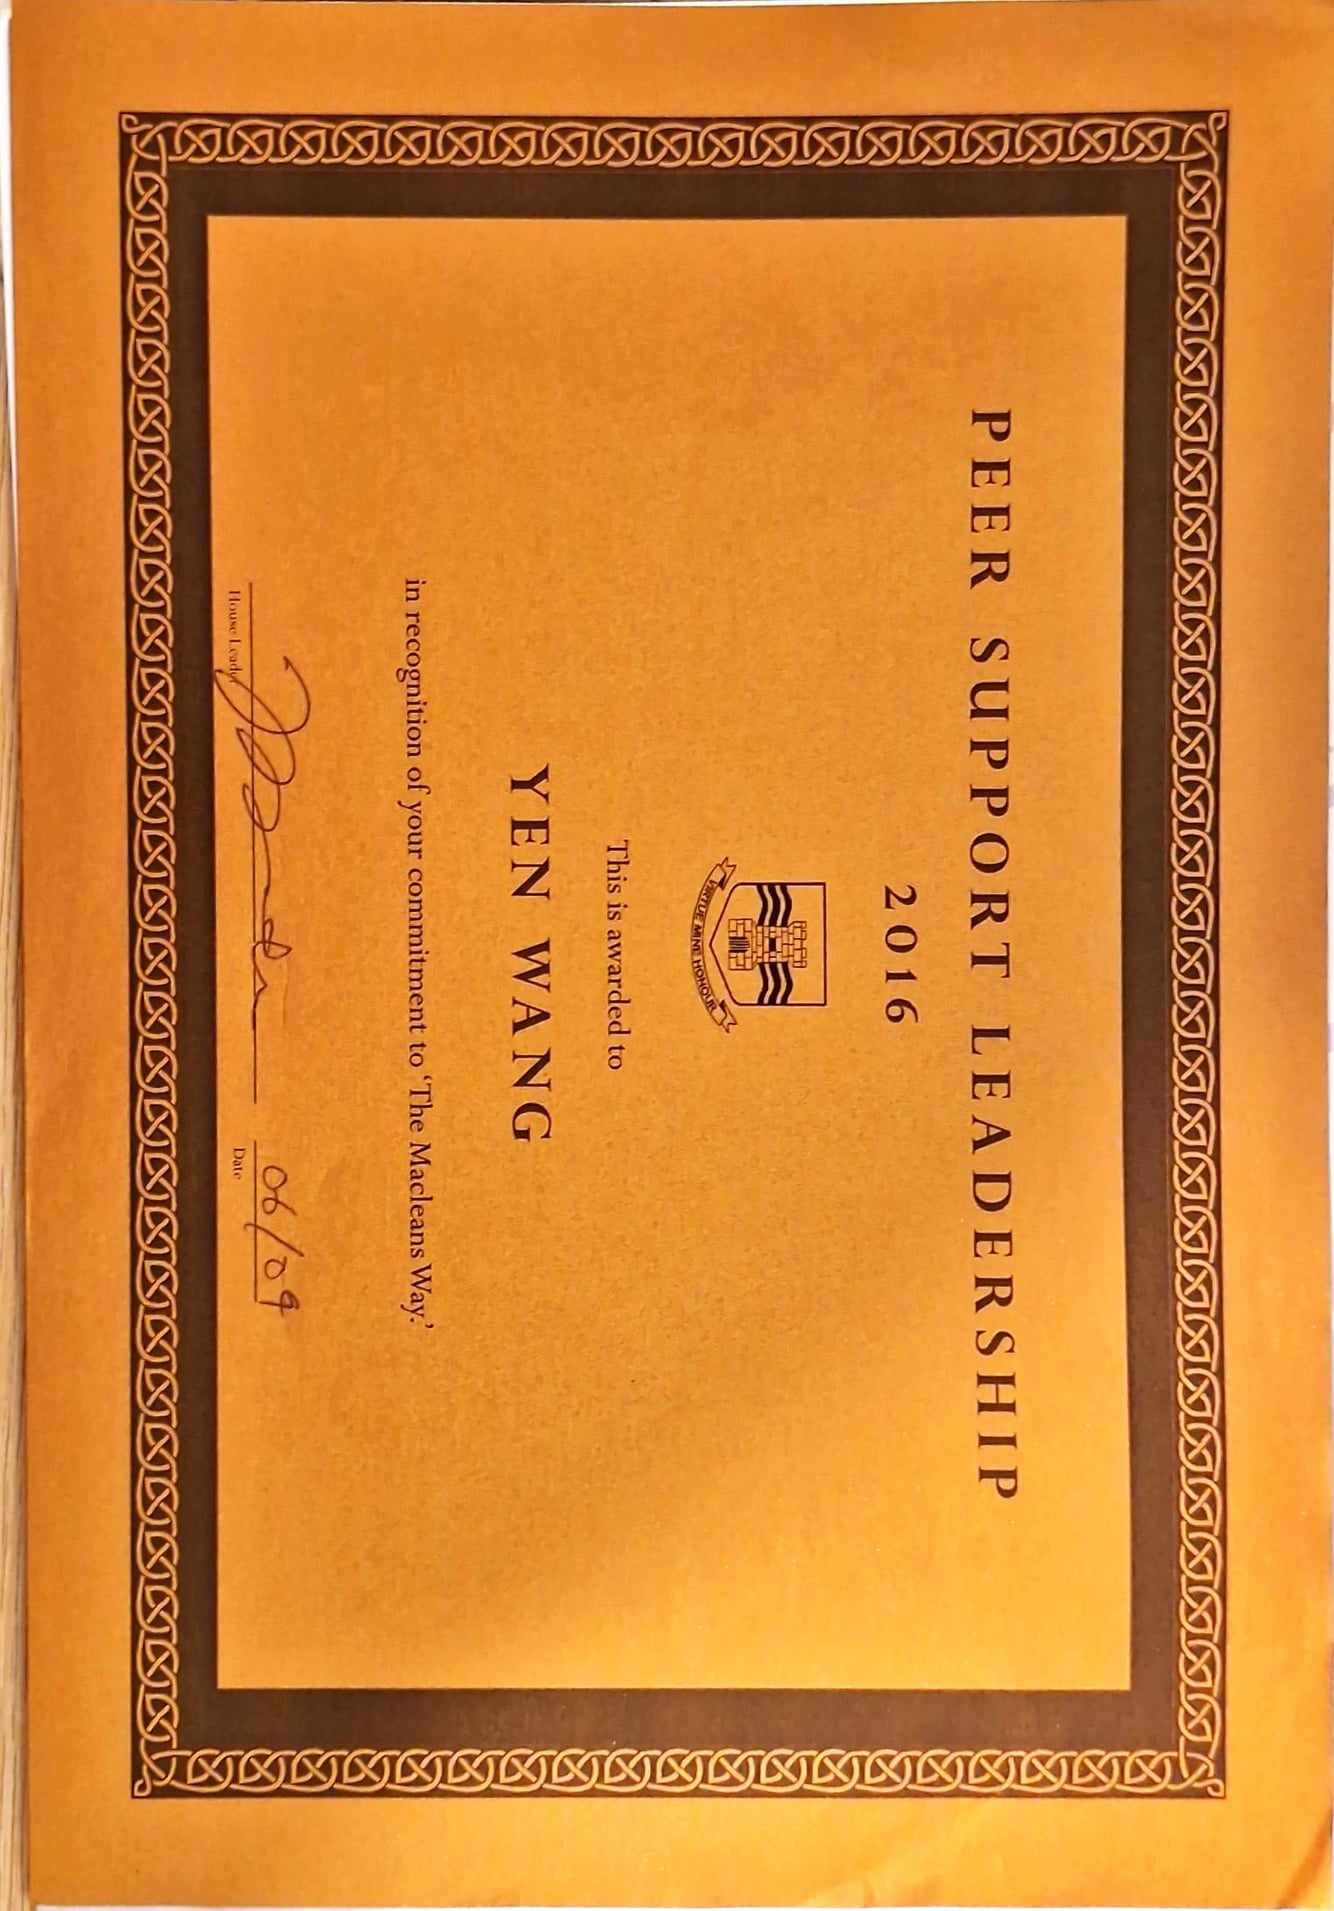 PEER SUPPORT LEADERSHIP
2016
VIRTUE MINE HONOUR
This is awarded to
YEN WANG
in recognition of your commitment to ‘The Macleans Way.’
06/09
House Leader
Date